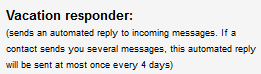 Vacation responder:
(sends an automated reply to incoming messages. If a
contact sends you several messages, this automated reply
will be sent at most once every 4 days)